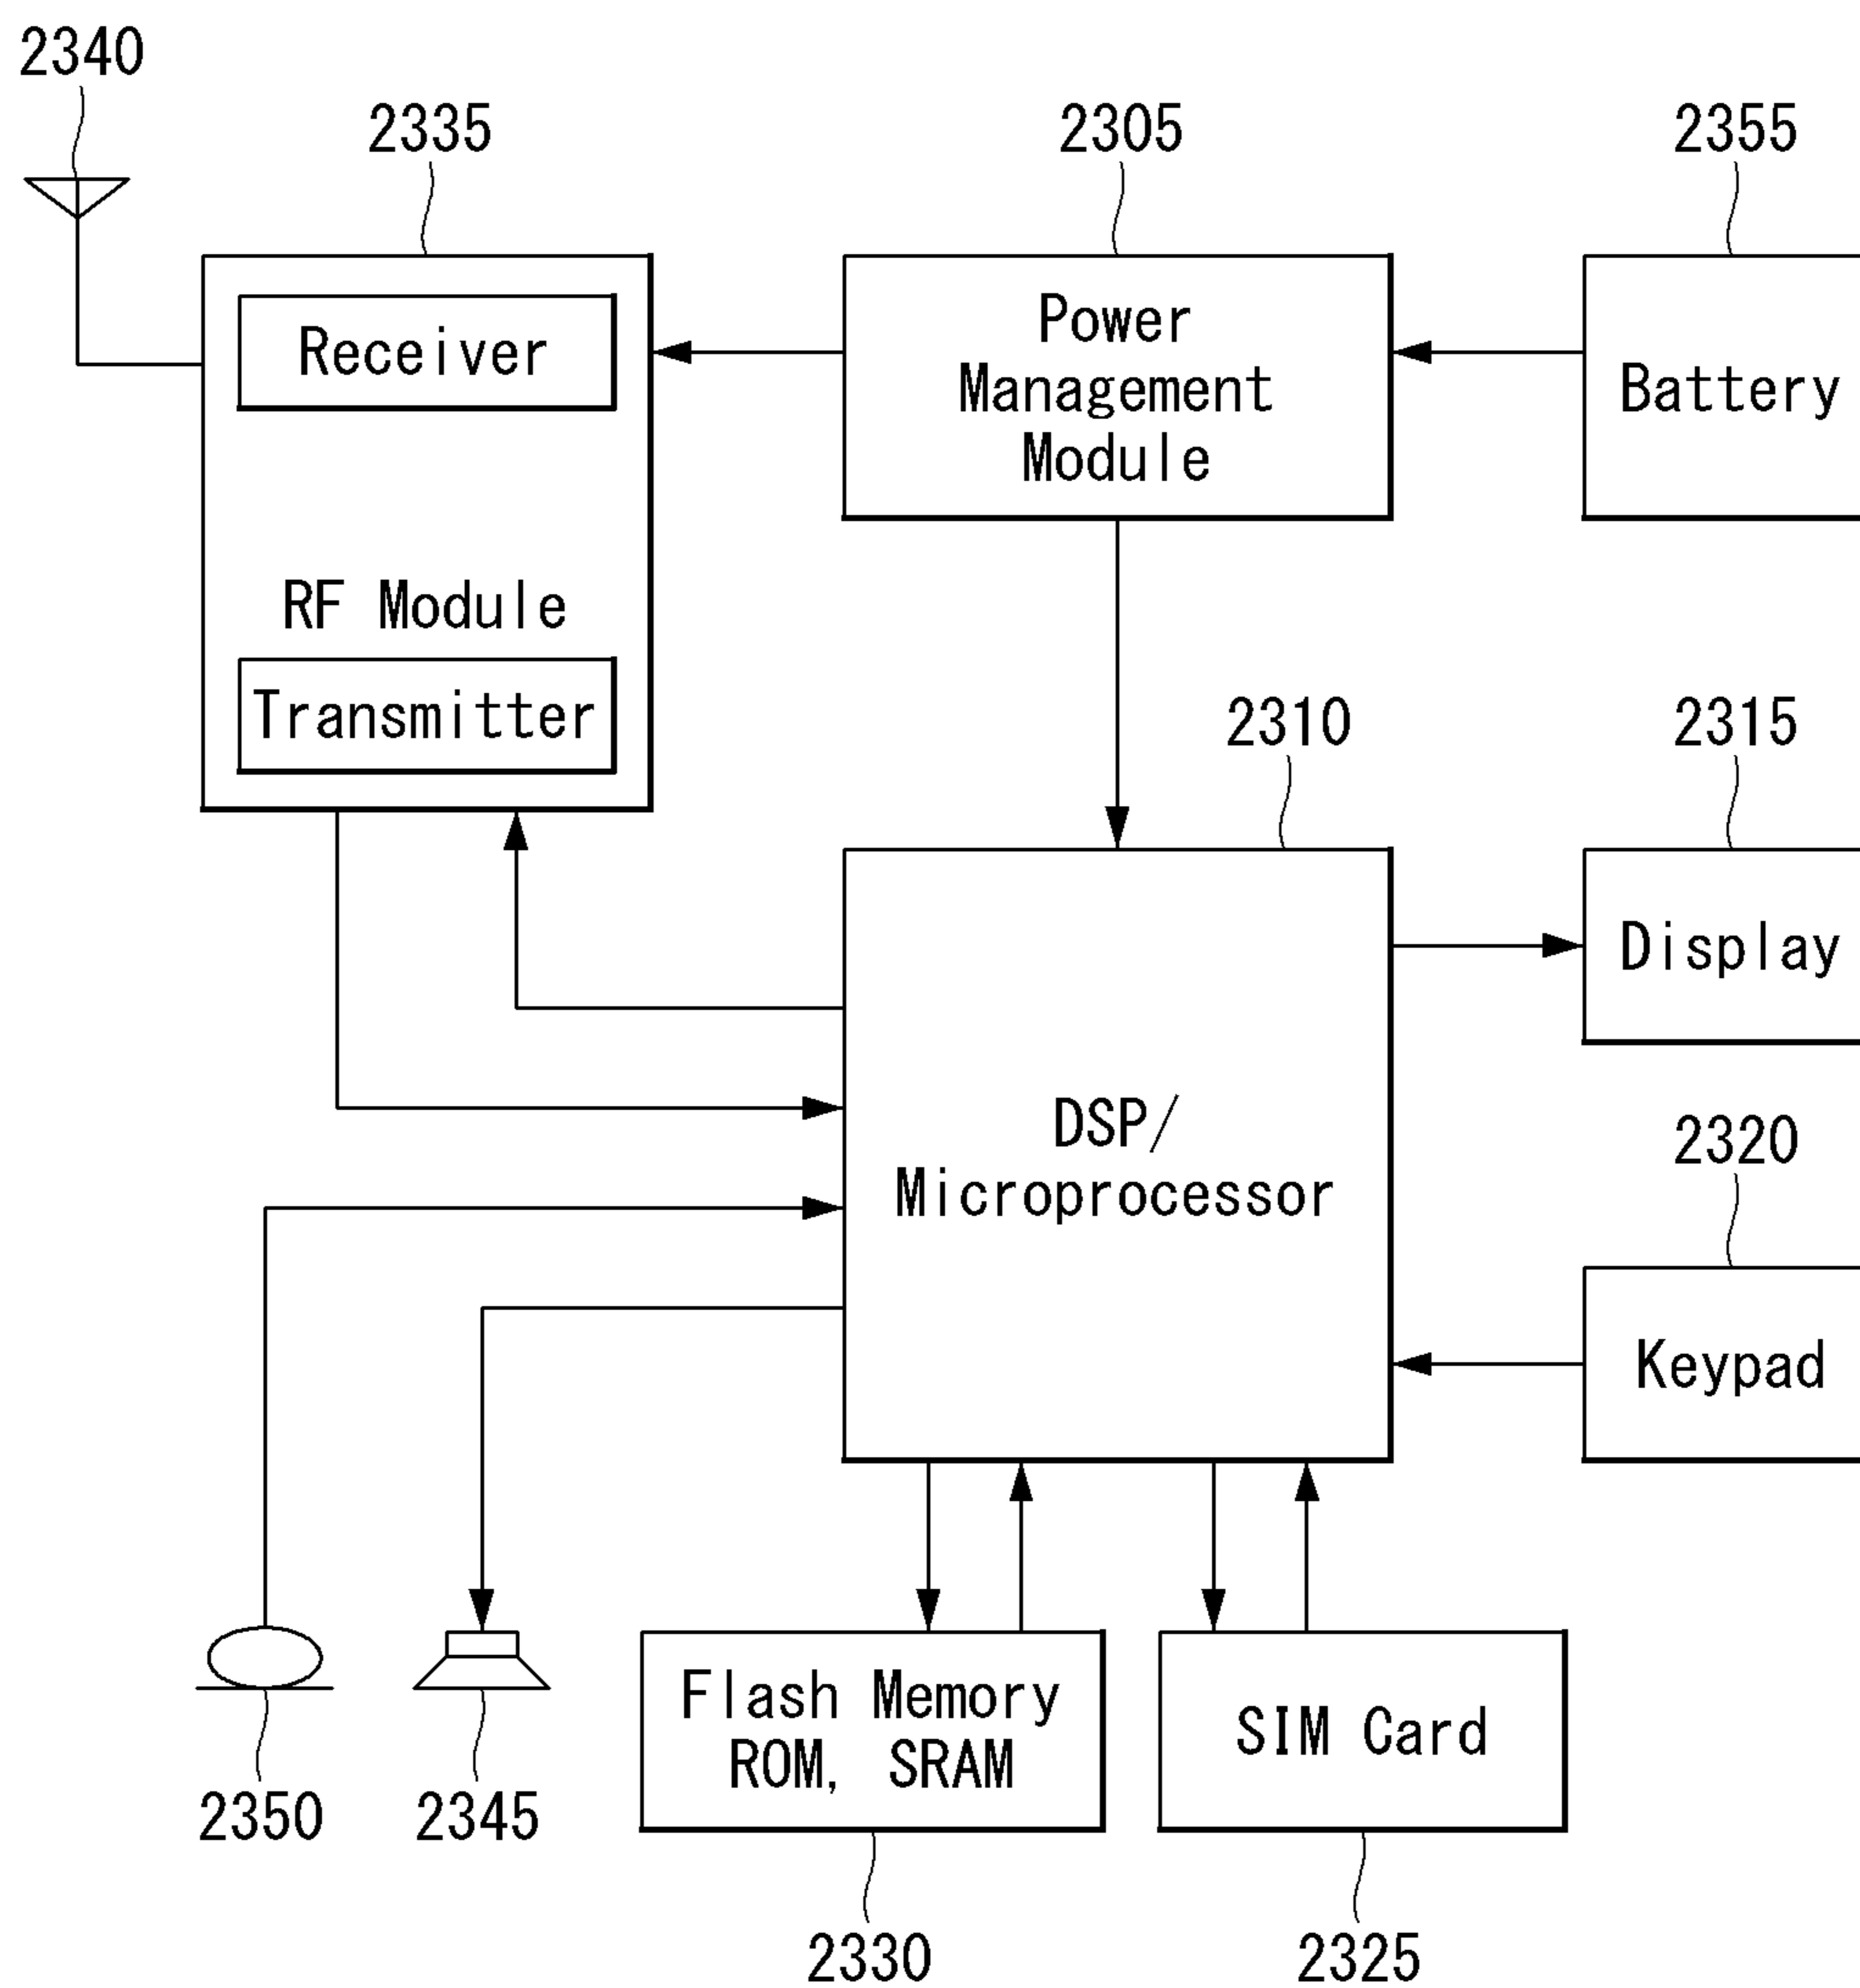 2340
2335
2305
2355
Receiver
RF Module
Transmitter
Power
Management
Module
Battery
2310
2315
DSP/
Microprocessor
Display
2320
Keypad
Flash Memory
ROM, SRAM
SIM Card
2350
2345
2330
2325